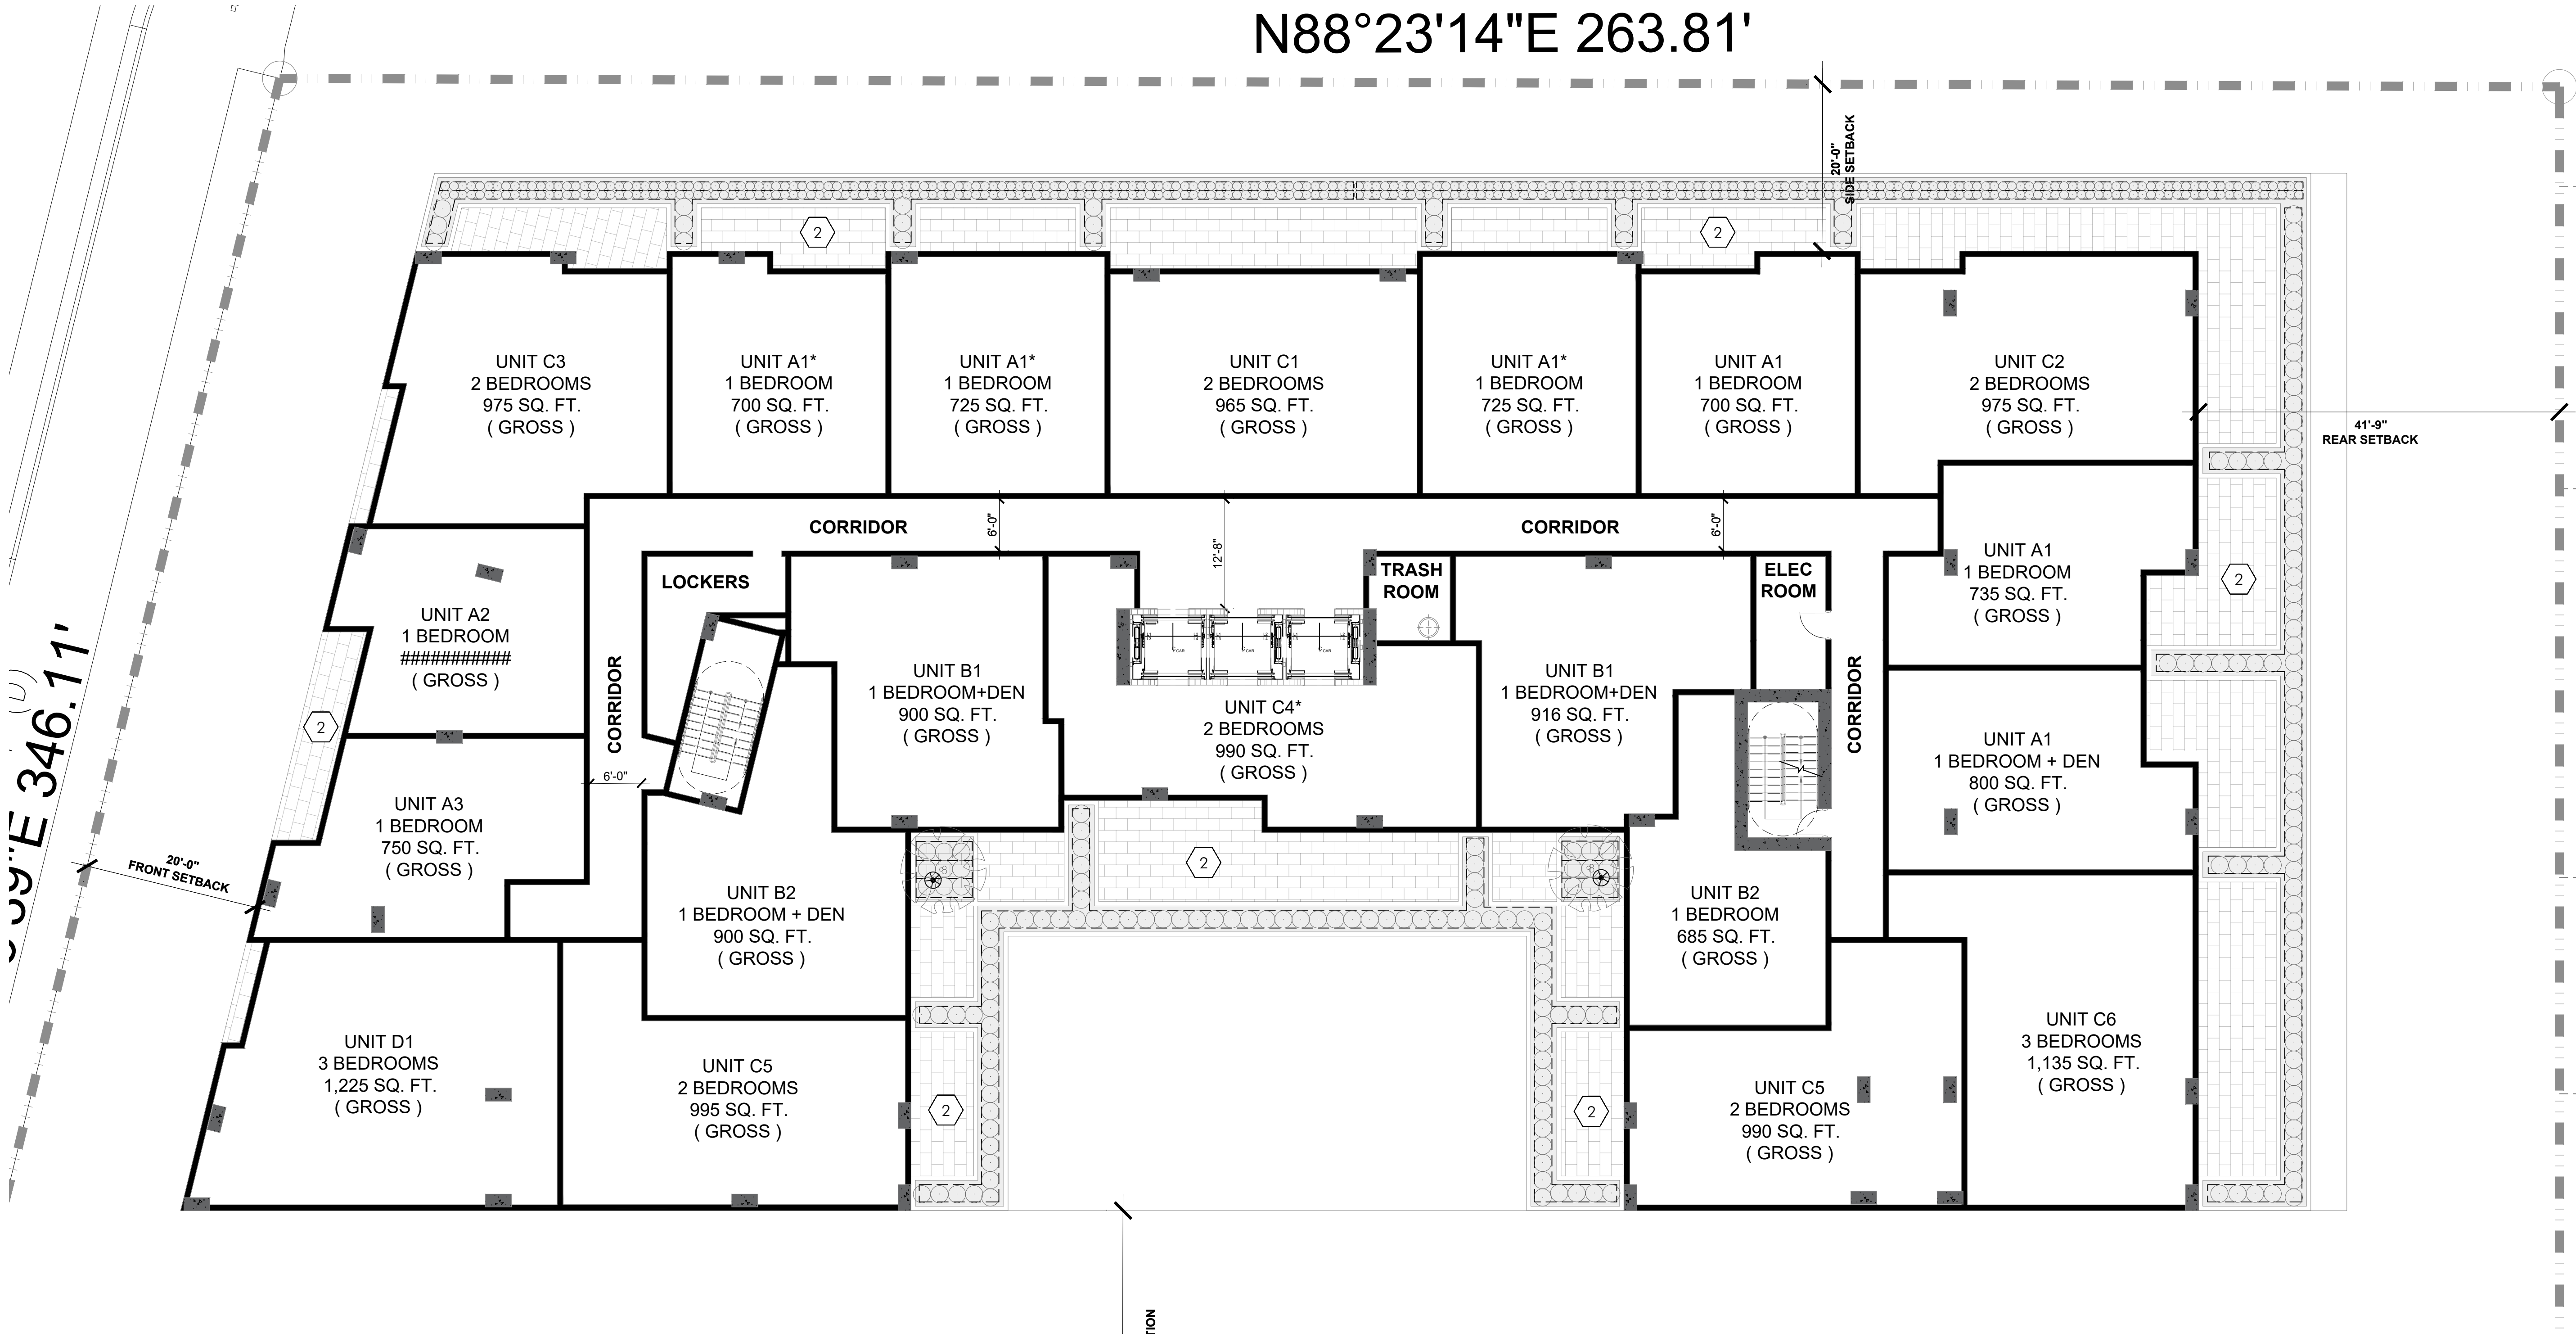 N88°23'14"E 263.81'
20'-0"
SIDE SETBACK
2
2
UNIT C3
2 BEDROOMS
975 SQ. FT.
( GROSS )
UNIT A1*
1 BEDROOM
700 SQ. FT.
( GROSS )
UNIT A1*
1 BEDROOM
725 SQ. FT.
( GROSS )
UNIT C1
2 BEDROOMS
965 SQ. FT.
( GROSS )
UNIT A1*
1 BEDROOM
725 SQ. FT.
( GROSS )
UNIT A1
1 BEDROOM
700 SQ. FT.
( GROSS )
UNIT C2
2 BEDROOMS
975 SQ. FT.
( GROSS )
41'-9"
REAR SETBACK
CORRIDOR
6'-0"
12'-8"
CORRIDOR
6'-0"
LOCKERS
TRASH
ROOM
ELEC
ROOM
UNIT A1
1 BEDROOM
735 SQ. FT.
( GROSS )
2
UNIT A2
1 BEDROOM
###########
( GROSS )
2
CORRIDOR
6'-0"
UNIT B1
1 BEDROOM+DEN
900 SQ. FT.
( GROSS )
CAR
CAR
CAR
UNIT C4*
2 BEDROOMS
990 SQ. FT.
( GROSS )
UNIT B1
1 BEDROOM+DEN
916 SQ. FT.
( GROSS )
CORRIDOR
UNIT A1
1 BEDROOM + DEN
800 SQ. FT.
( GROSS )
"E 346.11'
20'-0"
FRONT SETBACK
UNIT A3
1 BEDROOM
750 SQ. FT.
( GROSS )
UNIT B2
1 BEDROOM + DEN
900 SQ. FT.
( GROSS )
2
UNIT B2
1 BEDROOM
685 SQ. FT.
( GROSS )
UNIT D1
3 BEDROOMS
1,225 SQ. FT.
( GROSS )
UNIT C5
2 BEDROOMS
995 SQ. FT.
( GROSS )
2
2
UNIT C5
2 BEDROOMS
990 SQ. FT.
( GROSS )
UNIT C6
3 BEDROOMS
1,135 SQ. FT.
( GROSS )